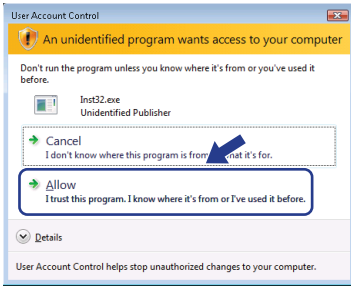 User Account Control
An unidentified program wants access to your computer
Don't run the program unless you know where it's from or you've used it
before.
Inst32.exe
Unidentified Publisher
Cancel
I don't know where this program is from what it's for.
Allow
I trust this program. I know where it's from or I've used it before.
Details
User Account Control helps stop unauthorized changes to your computer.